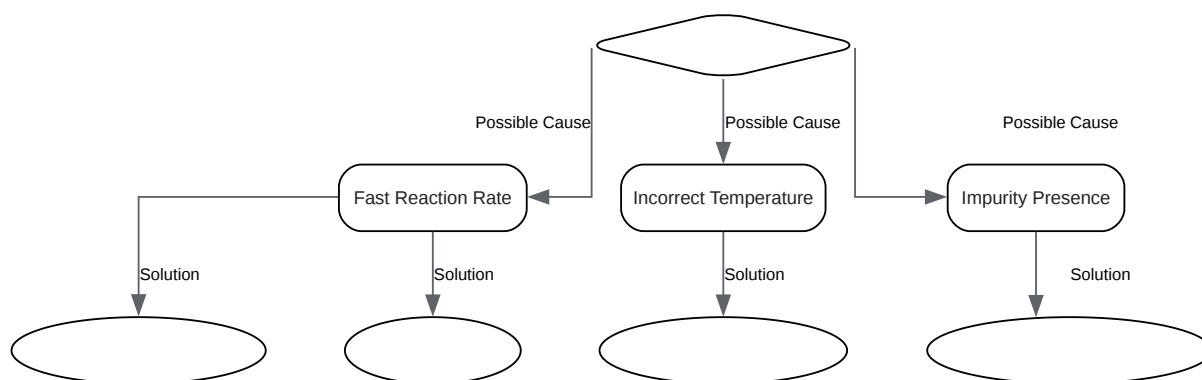 Possible Cause
Possible Cause
Possible Cause
Fast Reaction Rate
Incorrect Temperature
Impurity Presence
Solution
Solution
Solution
Solution